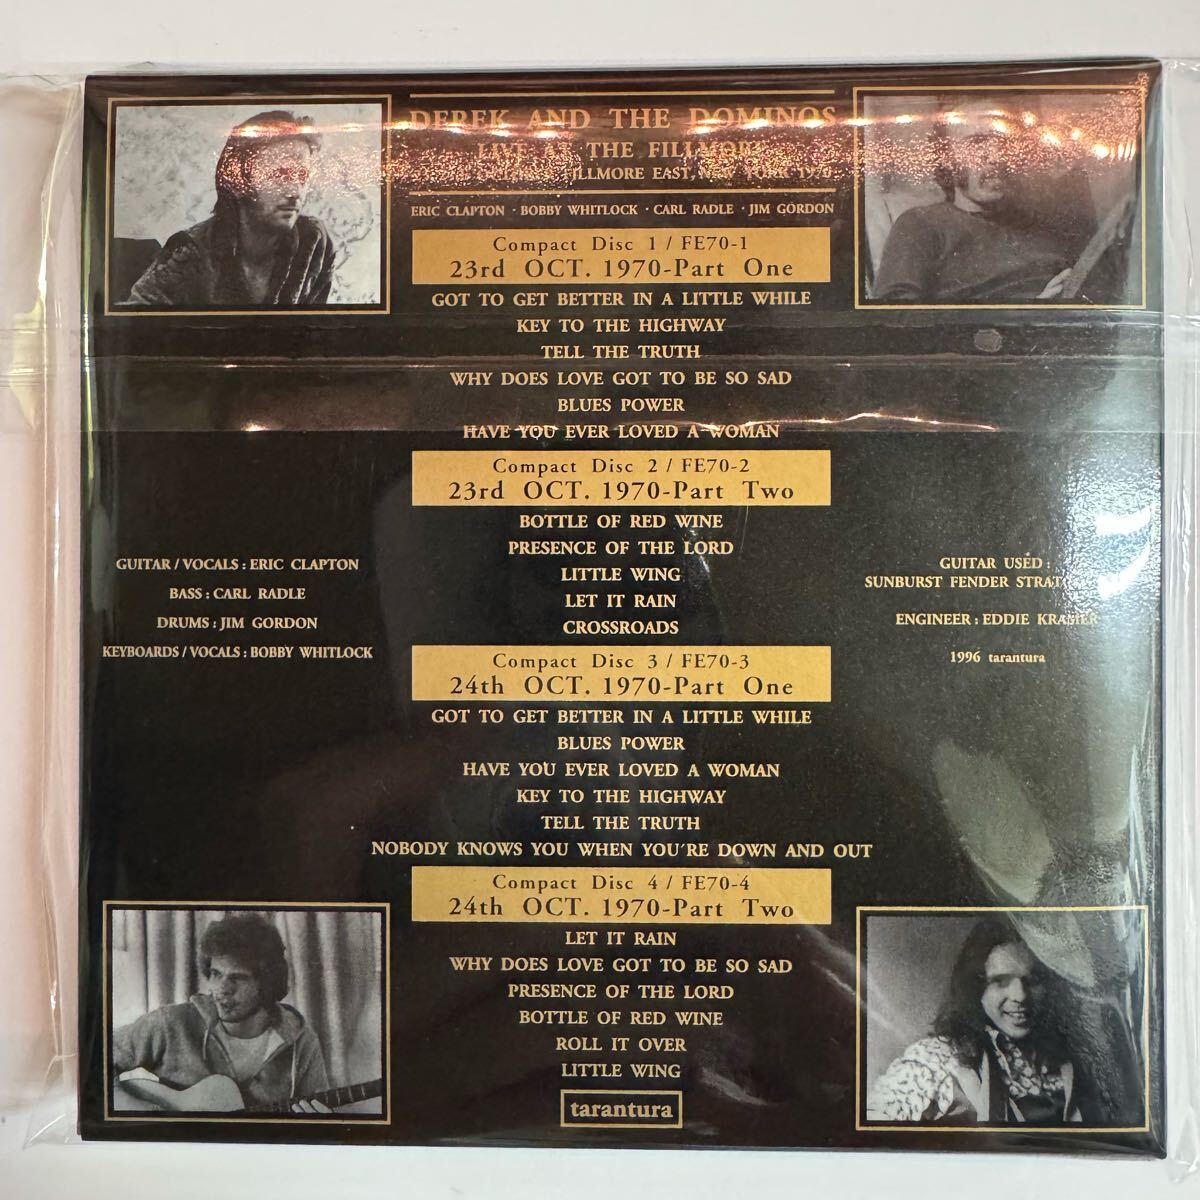 DEREK AND THE DOMINOS
LIVE AT THE FILLMORE
FILLMORE EAST, NEW YORK 1970
ERIC CLAPTON · BOBBY WHITLOCK · CARL RADLE · JIM GORDON
Compact Disc 1 / FE70-1
23rd OCT. 1970-Part One
GOT TO GET BETTER IN A LITTLE WHILE
KEY TO THE HIGHWAY
TELL THE TRUTH
WHY DOES LOVE GOT TO BE SO SAD
BLUES POWER
HAVE YOU EVER LOVED A WOMAN
Compact Disc 2 / FE70-2
23rd OCT. 1970-Part Two
BOTTLE OF RED WINE
PRESENCE OF THE LORD
LITTLE WING
LET IT RAIN
CROSSROADS
GUITAR / VOCALS : ERIC CLAPTON
BASS : CARL RADLE
DRUMS : JIM GORDON
KEYBOARDS / VOCALS : BOBBY WHITLOCK
GUITAR USED :
SUNBURST FENDER
ENGINEER : EDDIE KRAMER
1996 tarantura
Compact Disc 3 / FE70-3
24th OCT. 1970-Part One
GOT TO GET BETTER IN A LITTLE WHILE
BLUES POWER
HAVE YOU EVER LOVED A WOMAN
KEY TO THE HIGHWAY
TELL THE TRUTH
NOBODY KNOWS YOU WHEN YOU'RE DOWN AND OUT
Compact Disc 4 / FE70-4
24th OCT. 1970-Part Two
LET IT RAIN
WHY DOES LOVE GOT TO BE SO SAD
PRESENCE OF THE LORD
BOTTLE OF RED WINE
ROLL IT OVER
LITTLE WING
tarantura